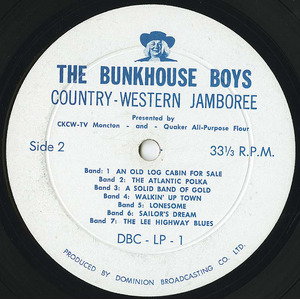 THE BUNKHOUSE BOYS
COUNTRY-WESTERN JAMBOREE
Presented by
CKCW-TV Moncton - and - Quaker All-Purpose Flour
Side 2
33⅓ R.P.M.
Band: 1 AN OLD LOG CABIN FOR SALE
Band 2: THE ATLANTIC POLKA
Band 3: A SOLID BAND OF GOLD
Band 4: WALKIN' UP TOWN
Band 5: LONESOME
Band 6: SAILOR'S DREAM
Band 7: THE LEE HIGHWAY BLUES
DBC - LP - 1
PRODUCED BY DOMINION BROADCASTING CO. LTD.